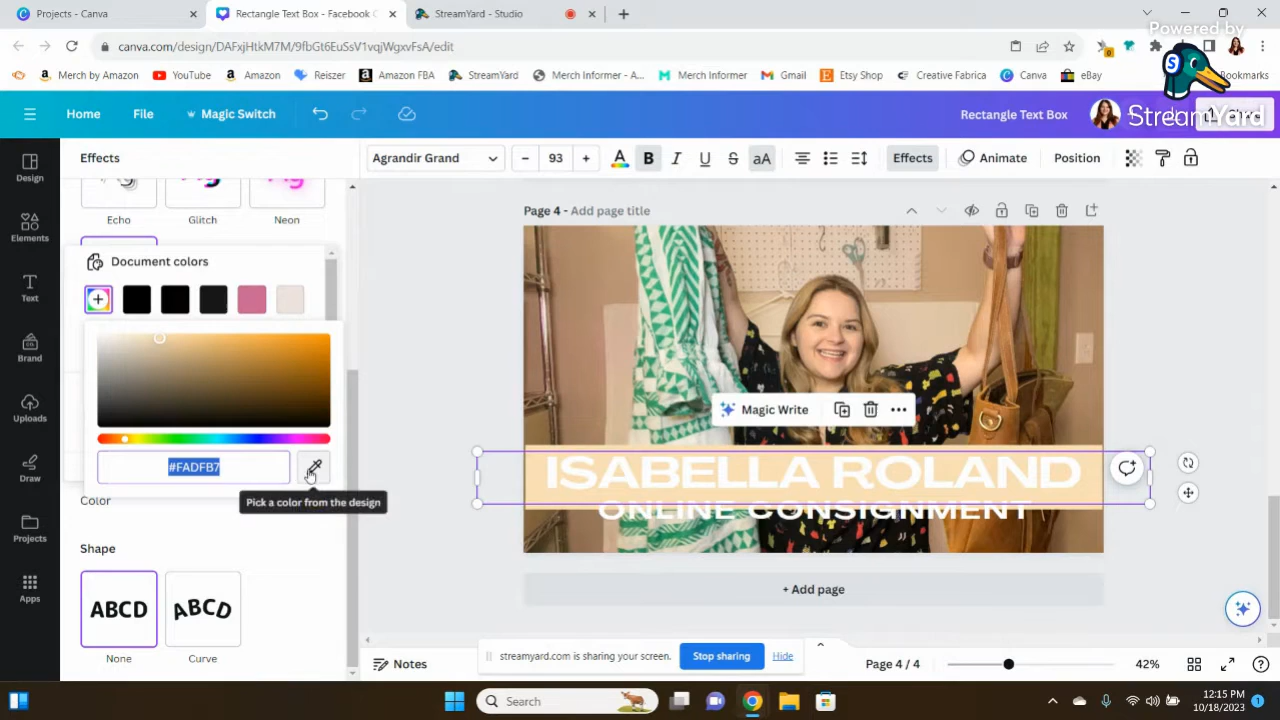 Projects - Canva
Rectangle Text Box - Facebook C
StreamYard - Studio
Powered by
StreamYard
canva.com/design/DAFxjHtkM7M/9fbGt6EuSsV1vqjWgxvFsA/edit
Merch by Amazon
YouTube
Amazon
Reiszer
Amazon FBA
StreamYard
Merch Informer - A...
Merch Informer
Gmail
Etsy Shop
Creative Fabrica
Canva
eBay
Bookmarks
Home
File
Magic Switch
Rectangle Text Box
Effects
Agrandir Grand
93
B
I
U
S
aA
Effects
Animate
Position
Design
Elements
Text
Brand
Uploads
Draw
Projects
Apps
Echo
Glitch
Neon
Document colors
#FADFB7
Pick a color from the design
Color
Shape
ABCD
ABCD
None
Curve
Page 4 - Add page title
Magic Write
ISABELLA ROLAND
ONLINE CONSIGNMENT
+ Add page
streamyard.com is sharing your screen.
Stop sharing
Hide
Notes
Page 4 / 4
42%
Search
12:15 PM
10/18/2023